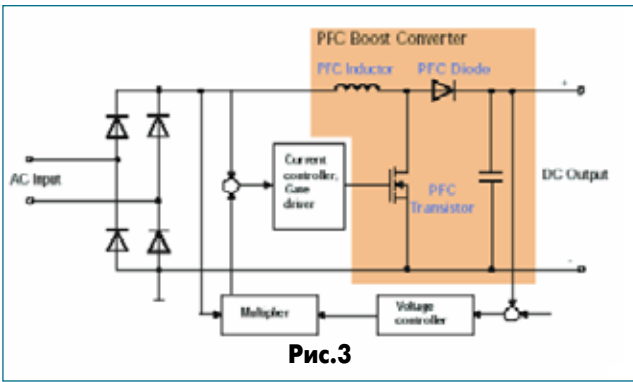 PFC Boost Converter
PFC Inductor
PFC Diode
+
AC Input
Current
controller,
Gate
driver
PFC
Transistor
DC Output
-
Multiplier
Voltage
controller
Рис.3